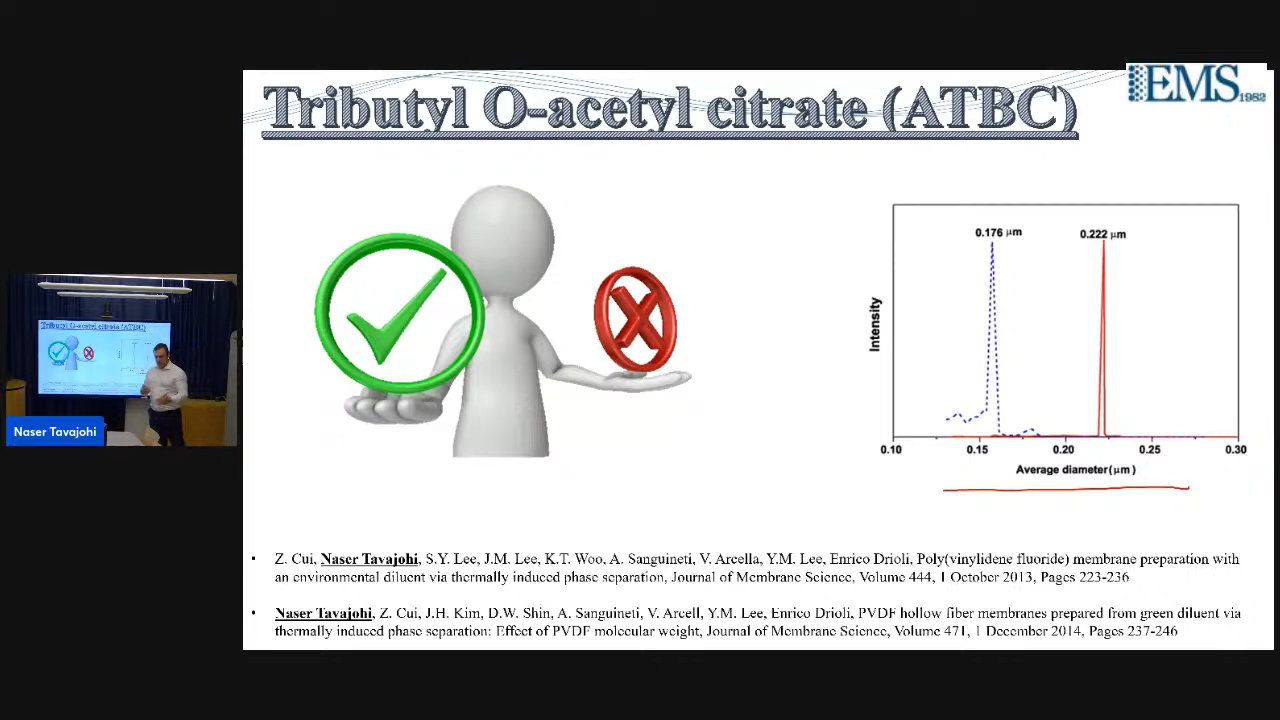 Tributyl O-acetyl citrate (ATBC)
EMS 1982
0.176 μm
0.222 μm
Intensity
0.10 0.15 0.20 0.25 0.30
Average diameter(μm )
Tributyl O-acetyl citrate (ATBC)
Naser Tavajohi
• Z. Cui, Naser Tavajohi, S.Y. Lee, J.M. Lee, K.T. Woo, A. Sanguineti, V. Arcella, Y.M. Lee, Enrico Drioli, Poly(vinylidene fluoride) membrane preparation with
an environmental diluent via thermally induced phase separation, Journal of Membrane Science, Volume 444, 1 October 2013, Pages 223-236
• Naser Tavajohi, Z. Cui, J.H. Kim, D.W. Shin, A. Sanguineti, V. Arcell, Y.M. Lee, Enrico Drioli, PVDF hollow fiber membranes prepared from green diluent via
thermally induced phase separation: Effect of PVDF molecular weight, Journal of Membrane Science, Volume 471, 1 December 2014, Pages 237-246